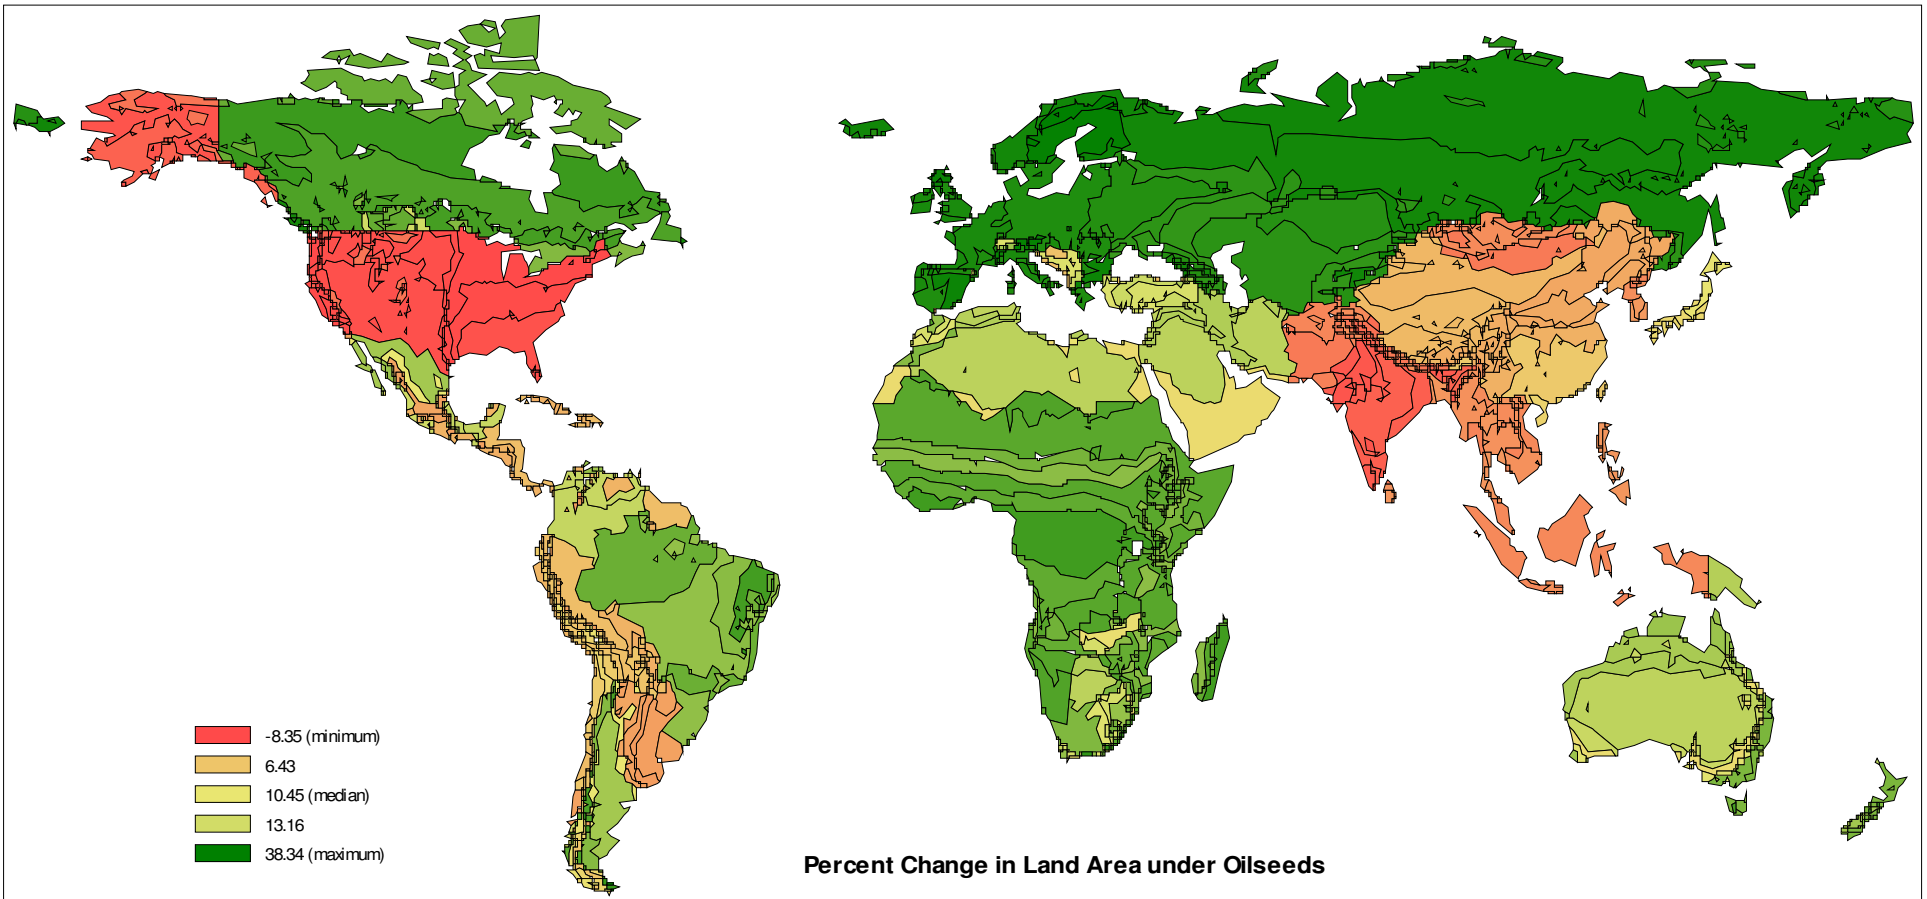 -8.35 (minimum)
6.43
10.45 (median)
13.16
38.34 (maximum)
Percent Change in Land Area under Oilseeds